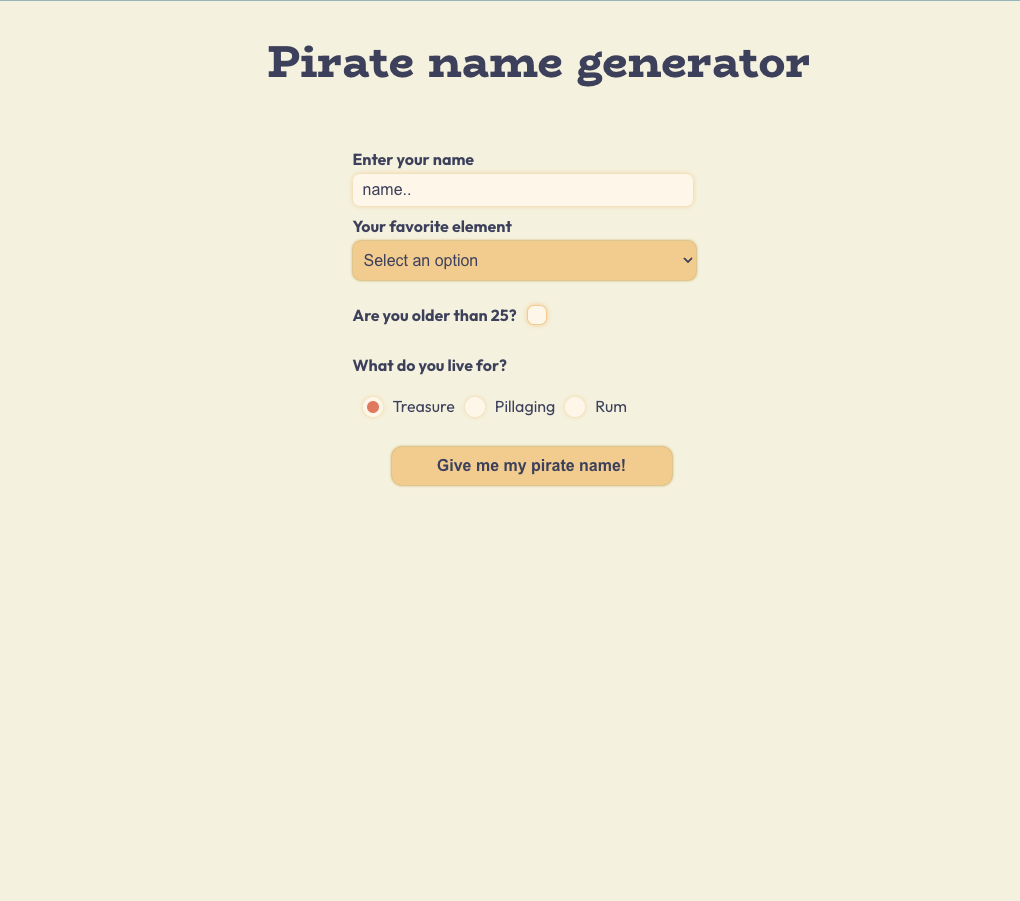 Pirate name generator
Enter your name
name..
Your favorite element
Select an option
Are you older than 25?
What do you live for?
Treasure Pillaging Rum
Give me my pirate name!